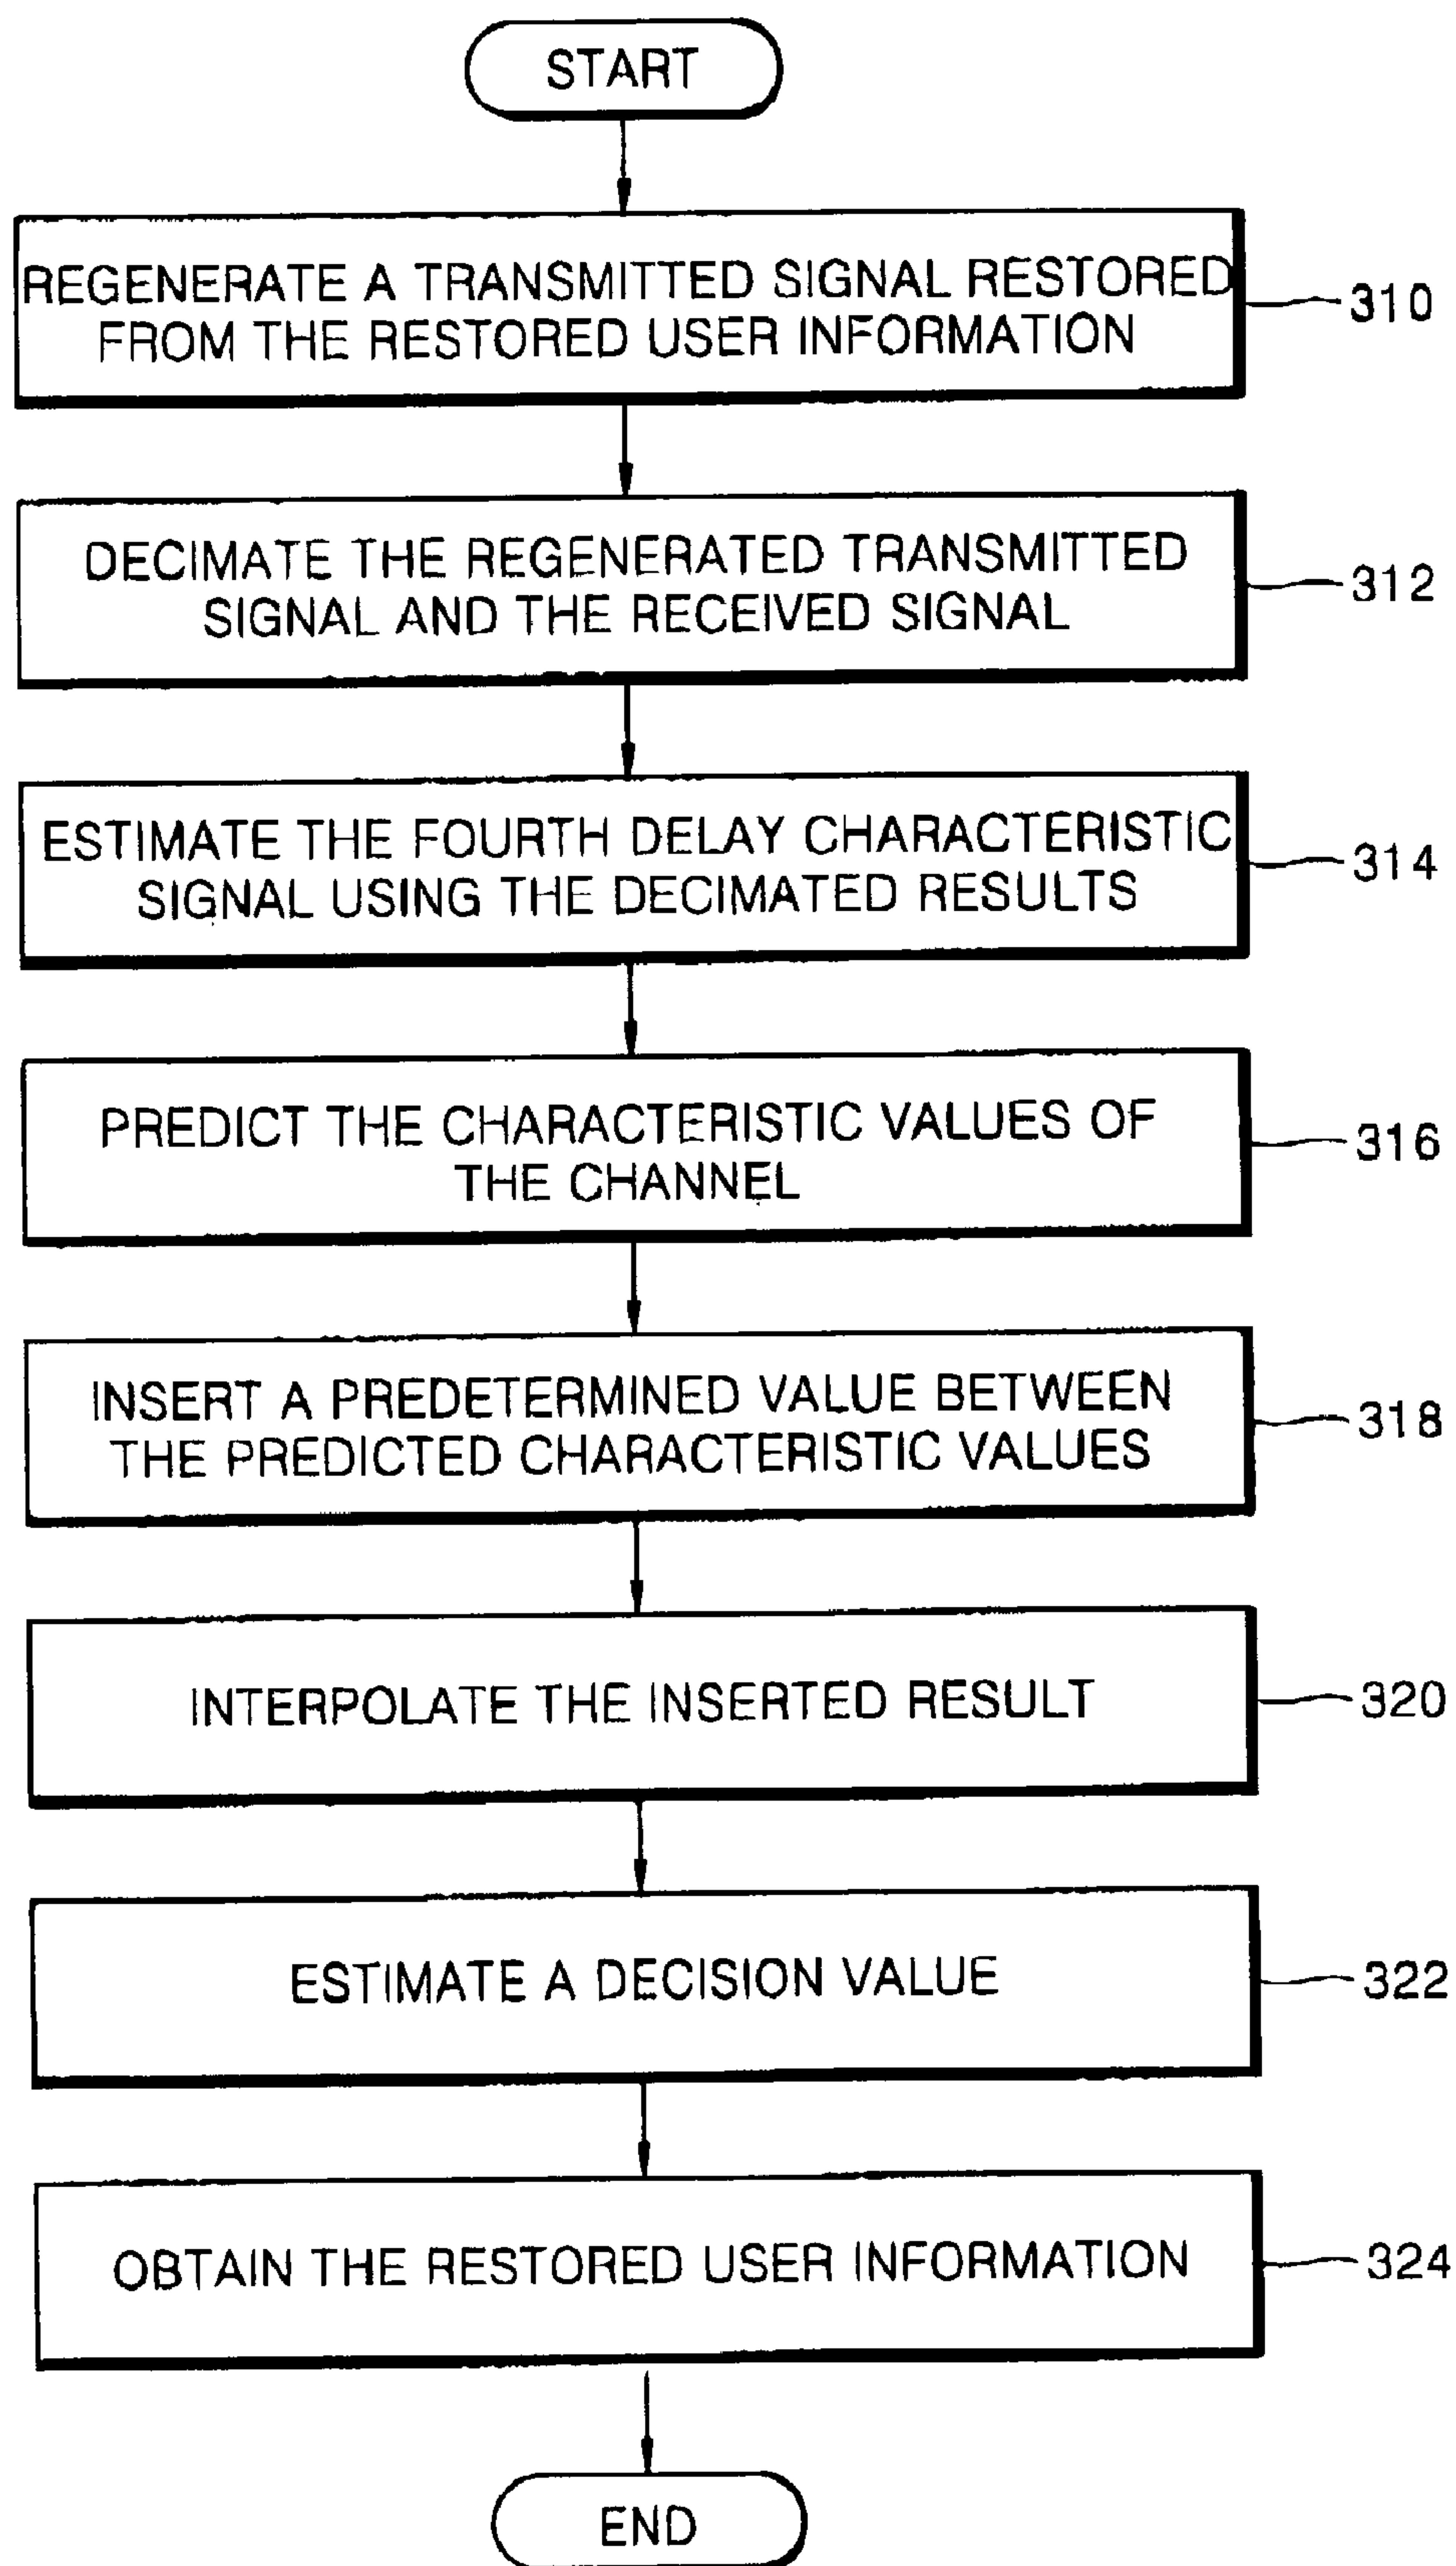 START
REGENERATE A TRANSMITTED SIGNAL RESTORED
FROM THE RESTORED USER INFORMATION
310
DECIMATE THE REGENERATED TRANSMITTED
SIGNAL AND THE RECEIVED SIGNAL
312
ESTIMATE THE FOURTH DELAY CHARACTERISTIC
SIGNAL USING THE DECIMATED RESULTS
314
PREDICT THE CHARACTERISTIC VALUES OF
THE CHANNEL
316
INSERT A PREDETERMINED VALUE BETWEEN
THE PREDICTED CHARACTERISTIC VALUES
318
INTERPOLATE THE INSERTED RESULT
320
ESTIMATE A DECISION VALUE
322
OBTAIN THE RESTORED USER INFORMATION
324
END